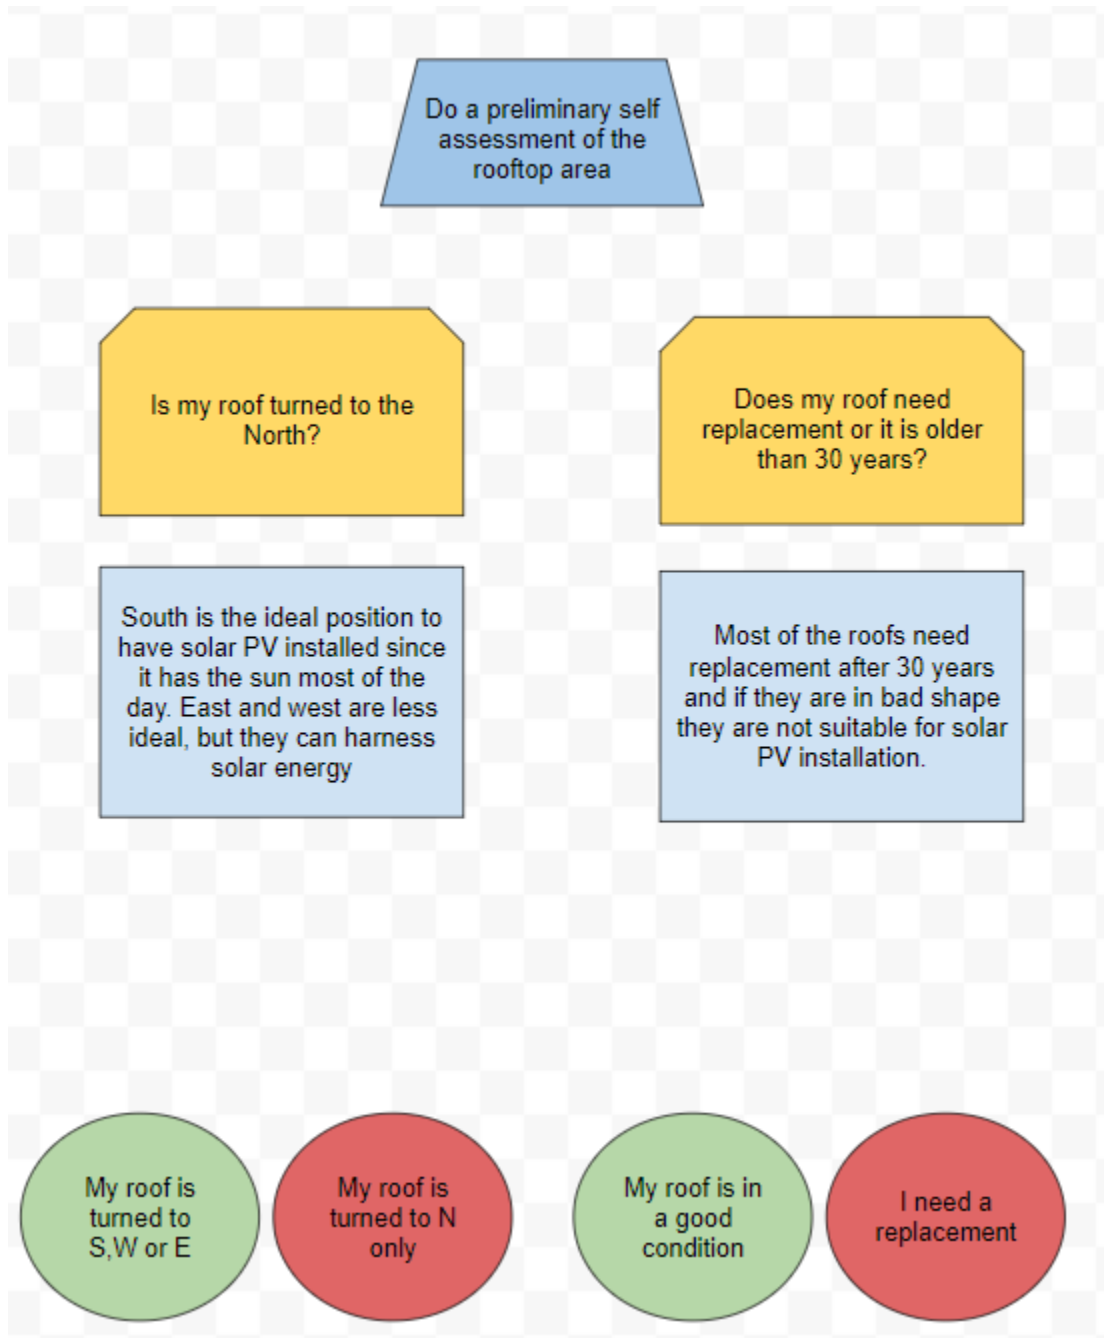 Do a preliminary self
assessment of the
rooftop area
Is my roof turned to the
North?
Does my roof need
replacement or it is older
than 30 years?
South is the ideal position to
have solar PV installed since
it has the sun most of the
day. East and west are less
ideal, but they can harness
solar energy
Most of the roofs need
replacement after 30 years
and if they are in bad shape
they are not suitable for solar
PV installation.
My roof is
turned to
S,W or E
My roof is
turned to N
only
My roof is in
a good
condition
I need a
replacement